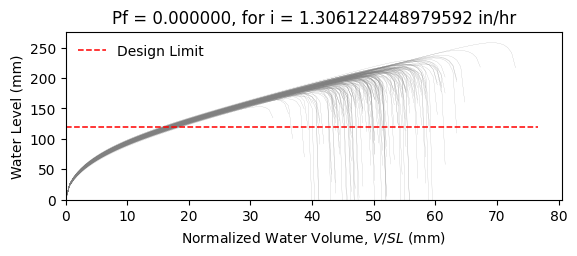 Pf = 0.000000, for i = 1.306122448979592 in/hr
Design Limit
Water Level (mm)
250
200
150
100
50
0
0 10 20 30 40 50 60 70 80
Normalized Water Volume, V/SL (mm)